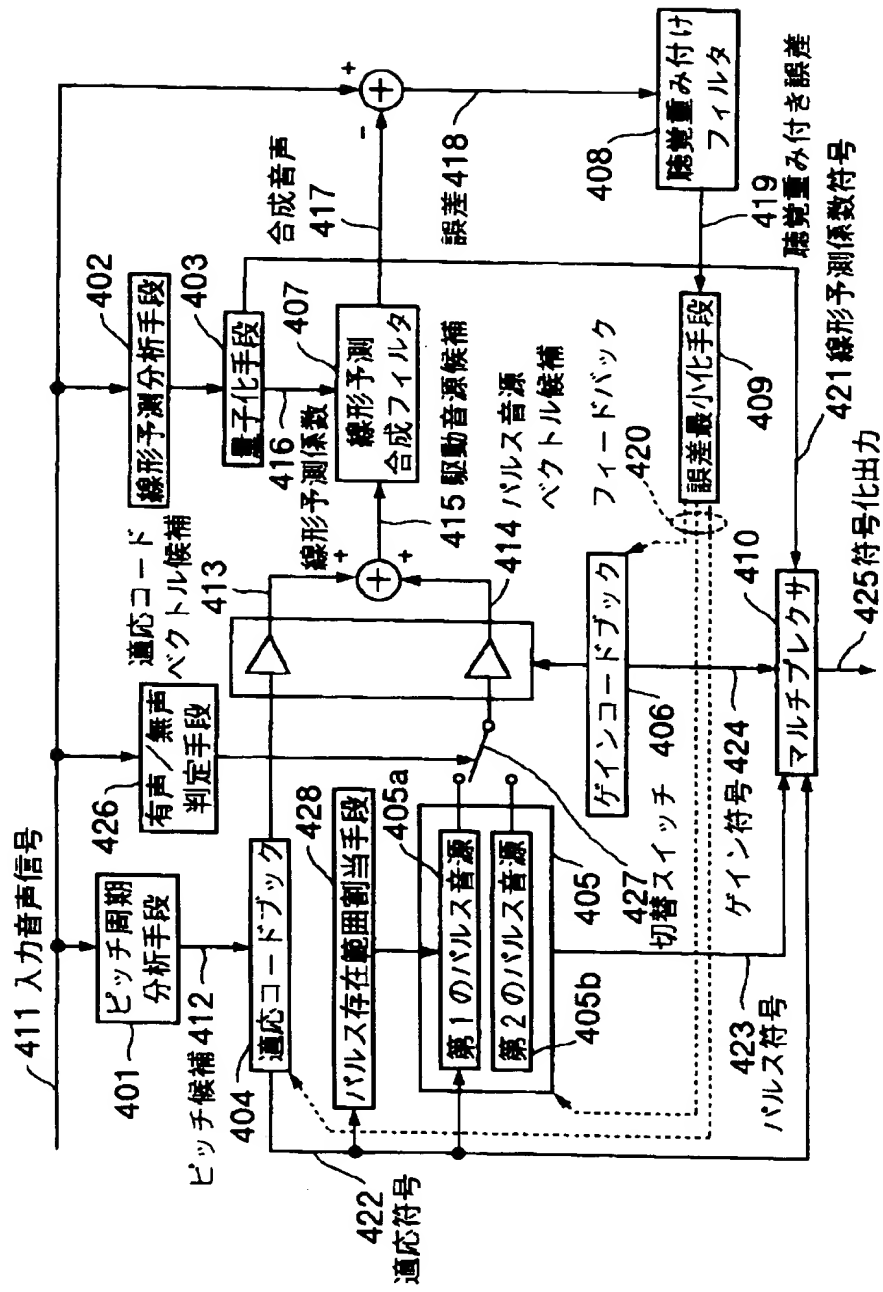 411 入力音声信号
ピッチ周期
分析手段
401
ピッチ候補 412
有声／無声
判定手段
426
適応コード
ベクトル候補
413
線形予測分析手段
402
量子化手段
403
416
線形予測係数
線形予測
合成フィルタ
407
合成音声
417
+
-
+
誤差 418
聴覚重み付け
フィルタ
408
419
聴覚重み付き誤差
適応コードブック
404
422
適応符号
パルス存在範囲割当手段
428
405a
第1のパルス音源
第2のパルス音源
405b
405
427
切替スイッチ
+
+
+
415 駆動音源候補
414 パルス音源
ベクトル候補
ゲインコードブック
406
フィードバック
420
誤差最小化手段
409
ゲイン符号 424
423
パルス符号
マルチプレクサ
410
421 線形予測係数符号
425 符号化出力